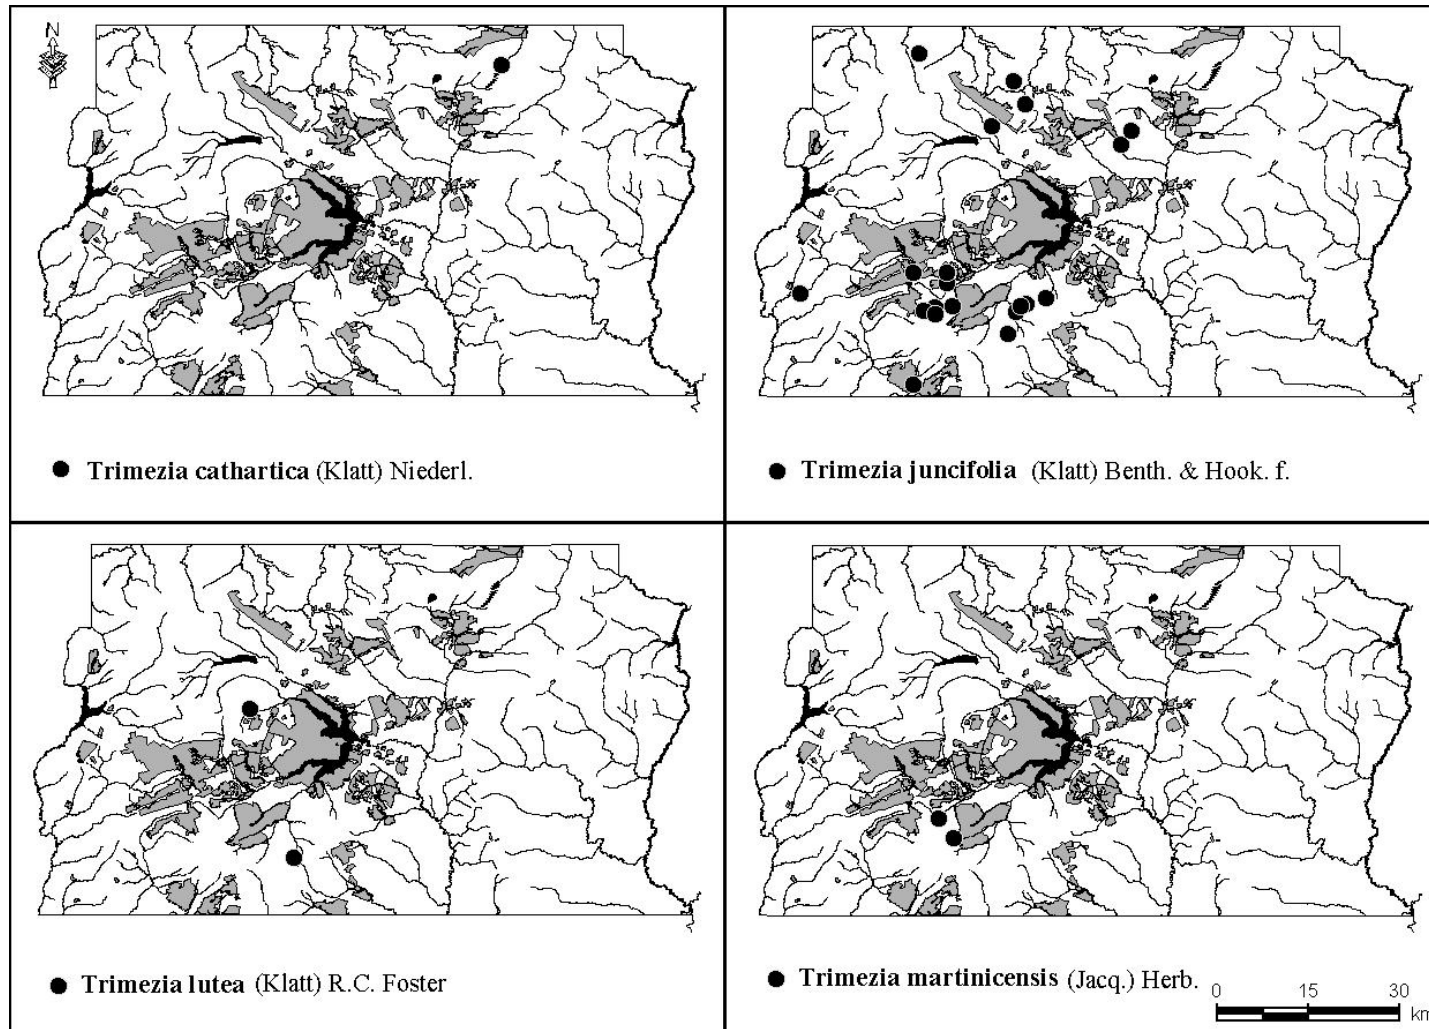 N
Trimezia cathartica (Klatt) Niederl.
Trimezia juncifolia (Klatt) Benth. & Hook. f.
Trimezia lutea (Klatt) R.C. Foster
Trimezia martinicensis (Jacq.) Herb.
0 15 30
km